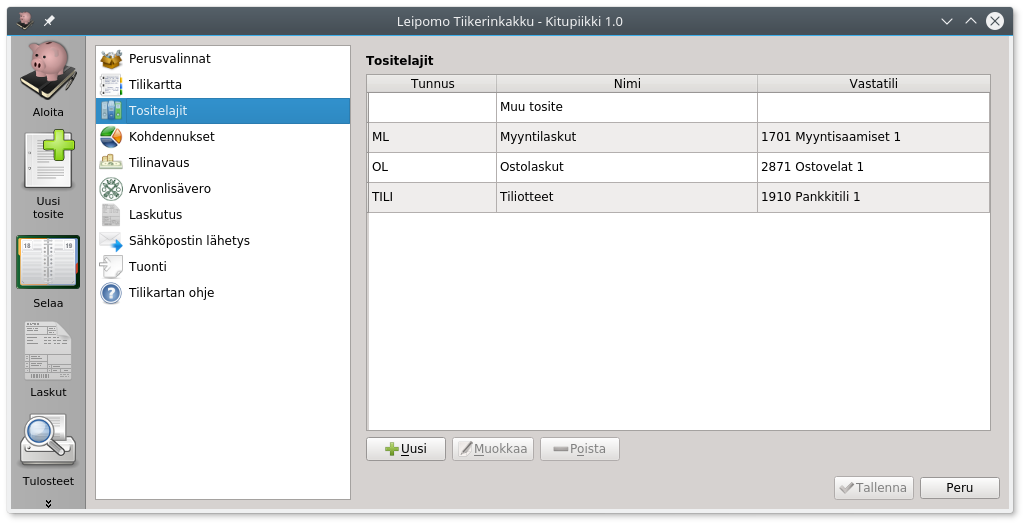 Leipomo Tiikerinkakku - Kitupiikki 1.0
Aloita
Uusi
tosite
Selaa
Laskut
Tulosteet
Perusvalinnat
Tilikartta
Tositelajit
Kohdennukset
Tilinavaus
Arvonlisävero
Laskutus
Sähköpostin lähetys
Tuonti
Tilikartan ohje
Tositelajit
Tunnus Nimi Vastatili
Muu tosite
ML Myyntilaskut 1701 Myyntisaamiset 1
OL Ostolaskut 2871 Ostovelat 1
TILI Tiliotteet 1910 Pankkitili 1
Uusi Muokkaa Poista
Tallenna Peru